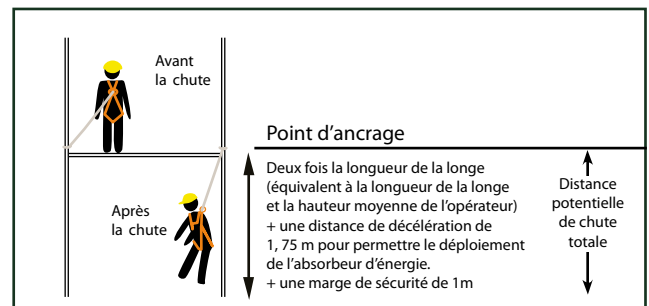 Avant
la chute
Point d’ancrage
Après
la chute
Deux fois la longueur de la longe
(équivalent à la longueur de la longe
et la hauteur moyenne de l’opérateur)
+ une distance de décélération de
1, 75 m pour permettre le déploiement
de l’absorbeur d’énergie.
+ une marge de sécurité de 1m
Distance
potentielle
de chute
totale